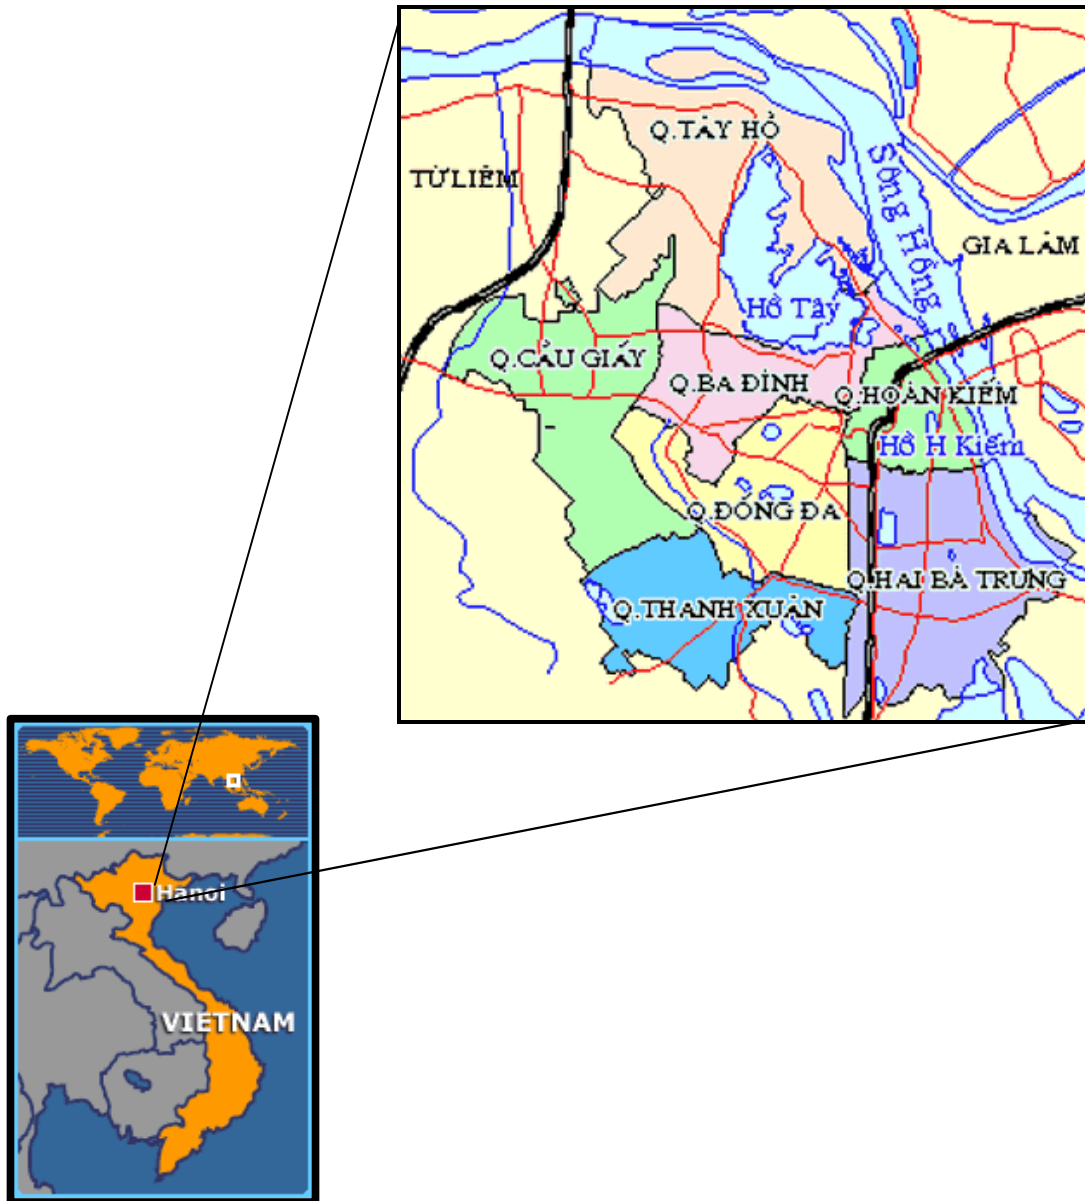 Q.TÂY HỒ
TỪ LIÊM
Sông Hồng
GIA LÂM
Hồ Tây
Q.CẦU GIẤY
Q.BA ĐÌNH
Q.HOÀN KIẾM
Hồ H Kiếm
Q.ĐỐNG ĐA
Q.HAI BÀ TRƯNG
Q.THANH XUÂN
Hanoi
VIETNAM